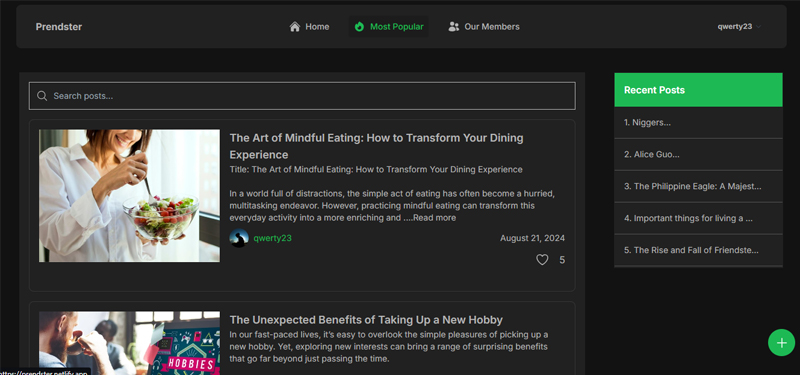 Prendster
Home
Most Popular
Our Members
qwerty23
Search posts...
The Art of Mindful Eating: How to Transform Your Dining
Experience
Title: The Art of Mindful Eating: How to Transform Your Dining Experience
In a world full of distractions, the simple act of eating has often become a hurried,
multitasking endeavor. However, practicing mindful eating can transform this
everyday activity into a more enriching and ....Read more
qwerty23
August 21, 2024
5
The Unexpected Benefits of Taking Up a New Hobby
In our fast-paced lives, it's easy to overlook the simple pleasures of picking up a
new hobby. Yet, exploring new interests can bring a range of surprising benefits
that go far beyond just passing the time.
HOBBIES
Recent Posts
1. Niggers...
2. Alice Guo...
3. The Philippine Eagle: A Majest...
4. Important things for living a ...
5. The Rise and Fall of Friendste...
https://prendster.netlify.app